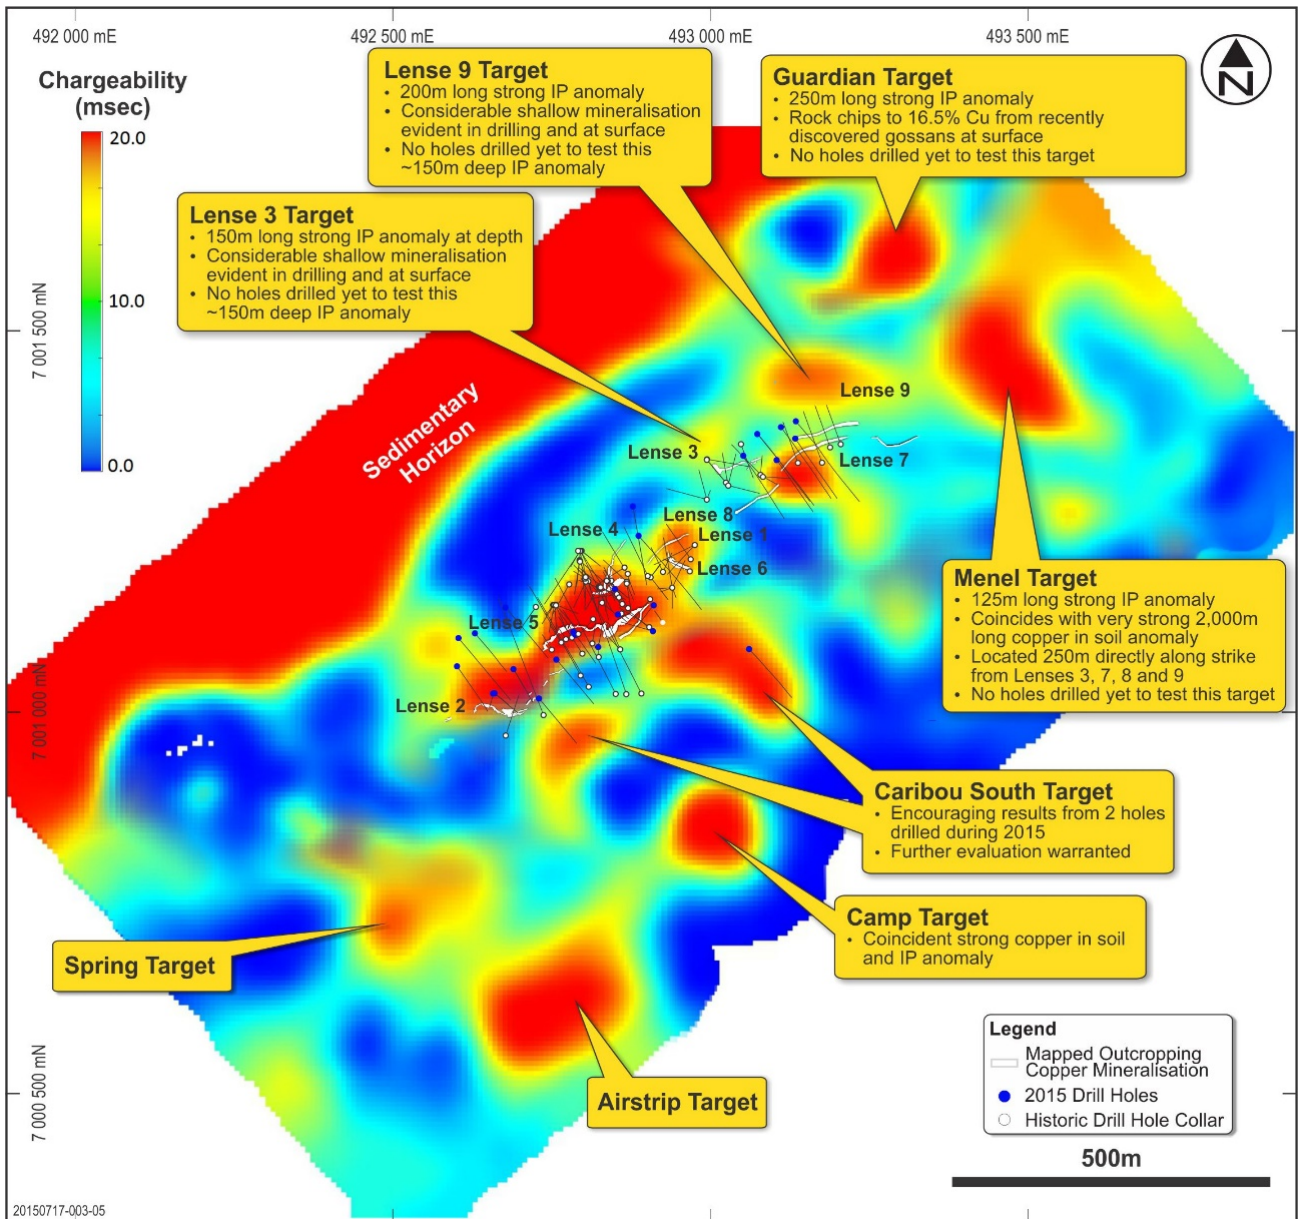 492 000 mE
492 500 mE
493 000 mE
493 500 mE
Chargeability
(msec)
20.0
10.0
0.0
Lense 9 Target
• 200m long strong IP anomaly
• Considerable shallow mineralisation
evident in drilling and at surface
• No holes drilled yet to test this
~150m deep IP anomaly
Guardian Target
• 250m long strong IP anomaly
• Rock chips to 16.5% Cu from recently
discovered gossans at surface
• No holes drilled yet to test this target
N
Lense 3 Target
• 150m long strong IP anomaly at depth
• Considerable shallow mineralisation
evident in drilling and at surface
• No holes drilled yet to test this
~150m deep IP anomaly
7 001 500 mN
Sedimentary
Horizon
Lense 9
Lense 3
Lense 7
Lense 8
Lense 4
Lense 1
Lense 6
Lense 5
Lense 2
Menel Target
• 125m long strong IP anomaly
• Coincides with very strong 2,000m
long copper in soil anomaly
• Located 250m directly along strike
from Lenses 3, 7, 8 and 9
• No holes drilled yet to test this target
7 001 000 mN
Caribou South Target
• Encouraging results from 2 holes
drilled during 2015
• Further evaluation warranted
Camp Target
• Coincident strong copper in soil
and IP anomaly
Spring Target
Airstrip Target
7 000 500 mN
Legend
Mapped Outcropping
Copper Mineralisation
2015 Drill Holes
Historic Drill Hole Collar
500m
20150717-003-05